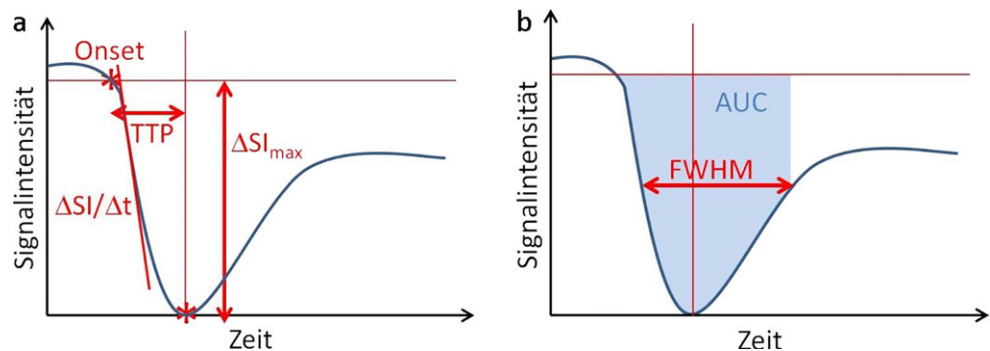 a
Onset
TTP
ΔSI/Δt
ΔSImax
Signalintensität
Zeit
b
AUC
FWHM
Signalintensität
Zeit